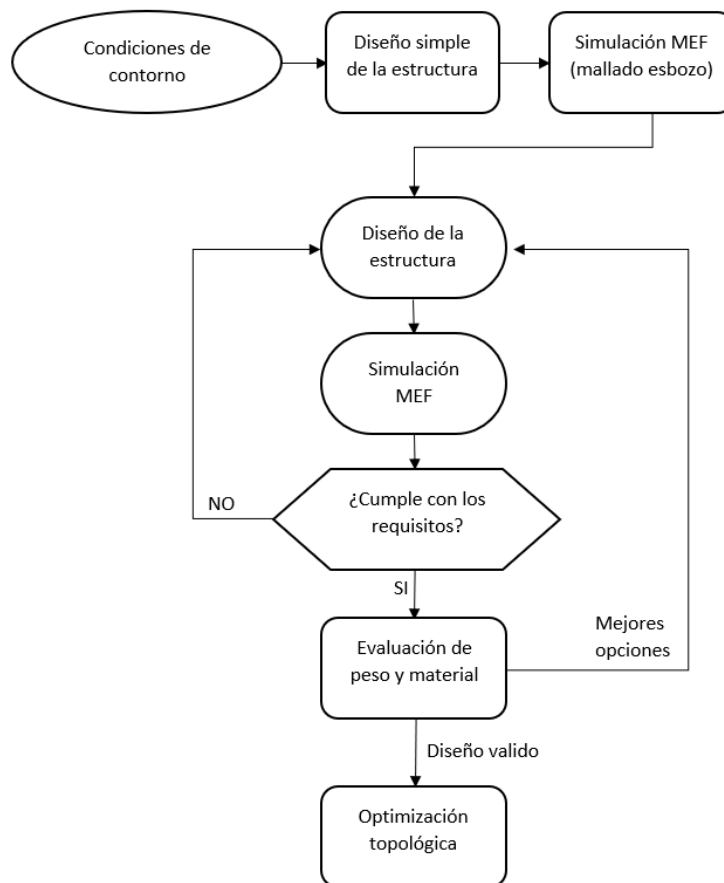 Condiciones de
contorno
Diseño simple
de la estructura
Simulación MEF
(mallado esbozo)
Diseño de la
estructura
Simulación
MEF
¿Cumple con los
requisitos?
NO
SI
Evaluación de
peso y material
Mejores
opciones
Diseño valido
Optimización
topológica